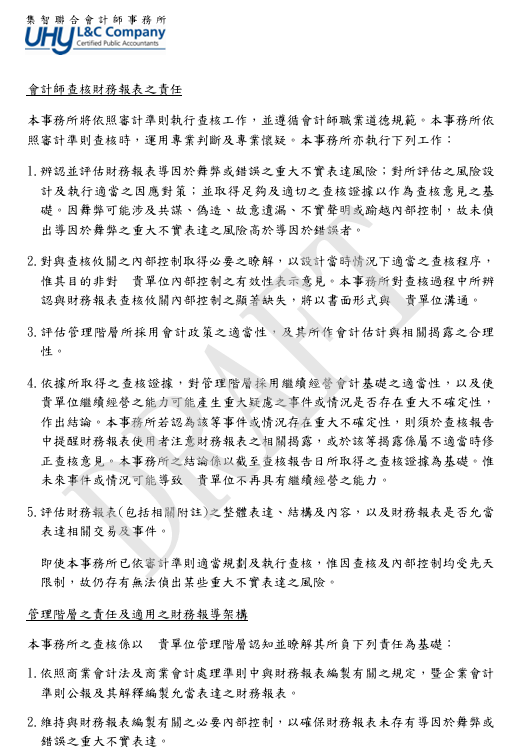 集智聯合會計師事務所
UHY L&C Company
Certified Public Accountants
會計師查核財務報表之責任
本事務所將依照審計準則執行查核工作，並遵循會計師職業道德規範。本事務所依
照審計準則查核時，運用專業判斷及專業懷疑。本事務所亦執行下列工作：
1.辨認並評估財務報表導因於舞弊或錯誤之重大不實表達風險；對所評估之風險設
計及執行適當之因應對策；並取得足夠及適切之查核證據以作為查核意見之基
礎。因舞弊可能涉及共謀、偽造、故意遺漏、不實聲明或踰越內部控制，故未偵
出導因於舞弊之重大不實表達之風險高於導因於錯誤者。
2.對與查核攸關之內部控制取得必要之瞭解，以設計當時情況下適當之查核程序，
惟其目的非對　貴單位內部控制之有效性表示意見。本事務所對查核過程中所辨
認與財務報表查核攸關內部控制之顯著缺失，將以書面形式與　貴單位溝通。
3.評估管理階層所採用會計政策之適當性，及其所作會計估計與相關揭露之合理
性。
4.依據所取得之查核證據，對管理階層採用繼續經營會計基礎之適當性，以及使
貴單位繼續經營之能力可能產生重大疑慮之事件或情況是否存在重大不確定性，
作出結論。本事務所若認為該等事件或情況存在重大不確定性，則須於查核報告
中提醒財務報表使用者注意財務報表之相關揭露，或於該等揭露係屬不適當時修
正查核意見。本事務所之結論係以截至查核報告日所取得之查核證據為基礎。惟
未來事件或情況可能導致　貴單位不再具有繼續經營之能力。
5.評估財務報表(包括相關附註)之整體表達、結構及內容，以及財務報表是否允當
表達相關交易及事件。
即使本事務所已依審計準則適當規劃及執行查核，惟因查核及內部控制均受先天
限制，故仍存有無法偵出某些重大不實表達之風險。
管理階層之責任及適用之財務報導架構
本事務所之查核係以　貴單位管理階層認知並瞭解其所負下列責任為基礎：
1.依照商業會計法及商業會計處理準則中與財務報表編製有關之規定，暨企業會計
準則公報及其解釋編製允當表達之財務報表。
2.維持與財務報表編製有關之必要內部控制，以確保財務報表未存有導因於舞弊或
錯誤之重大不實表達。
DRAFT